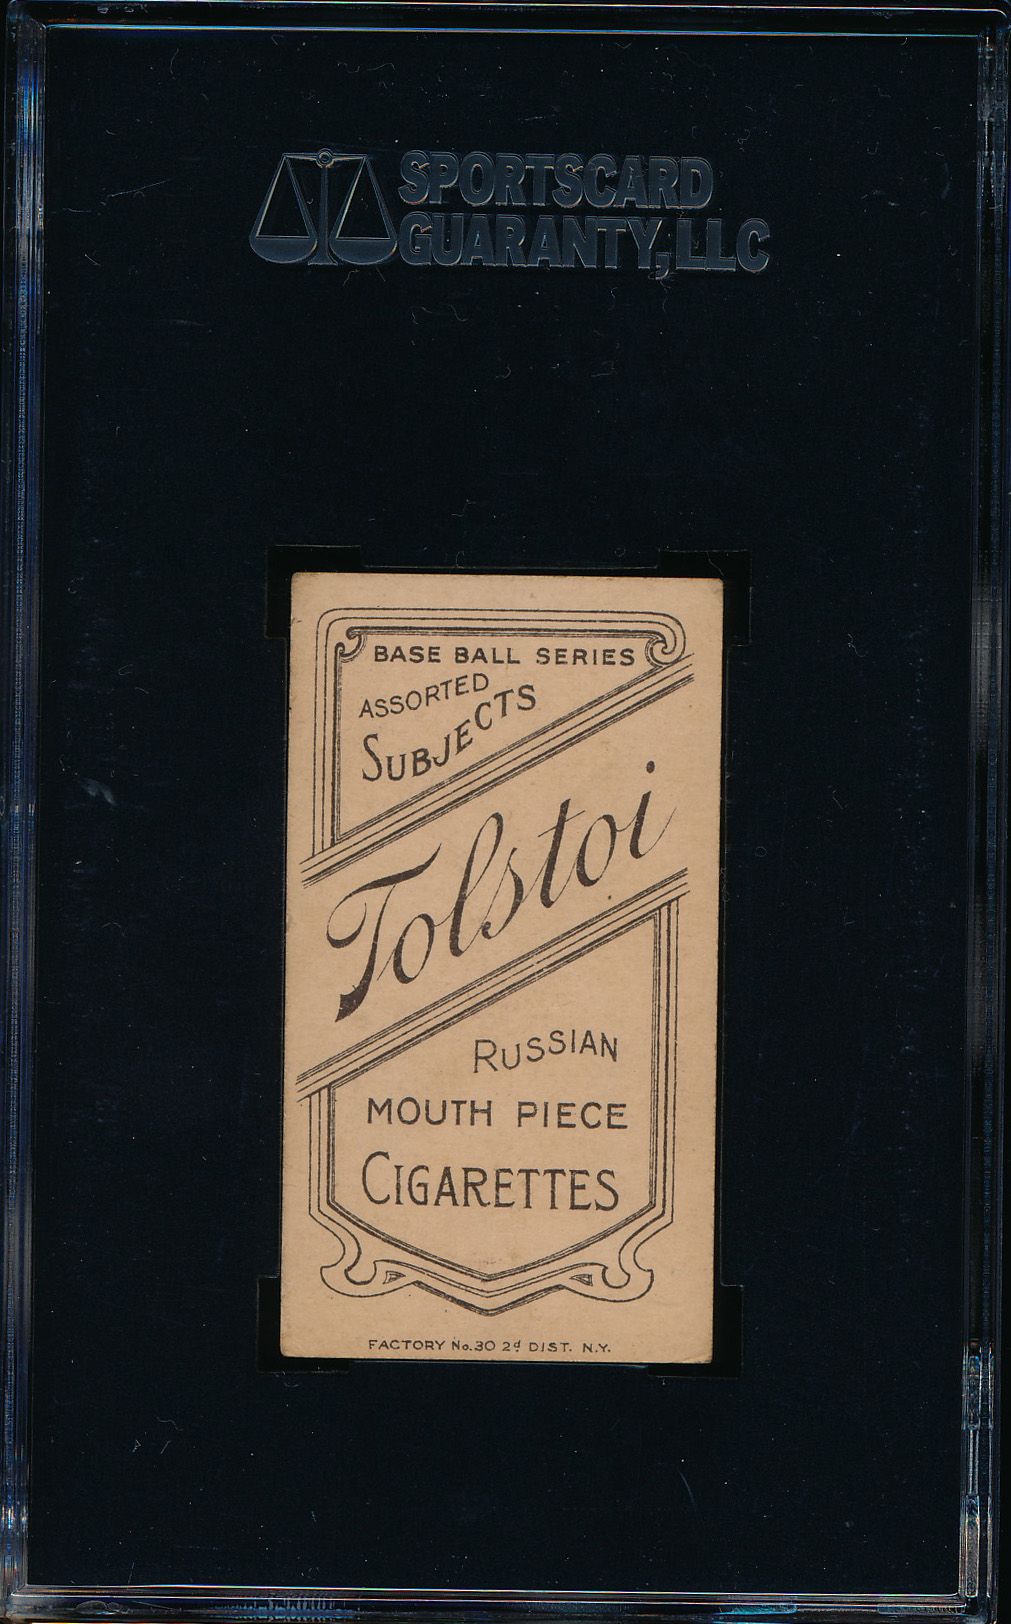 SPORTSCARD
GUARANTY, LLC
BASE BALL SERIES
ASSORTED
SUBJECTS
Tolstoi
RUSSIAN
MOUTH PIECE
CIGARETTES
FACTORY No. 30 2d DIST. N.Y.